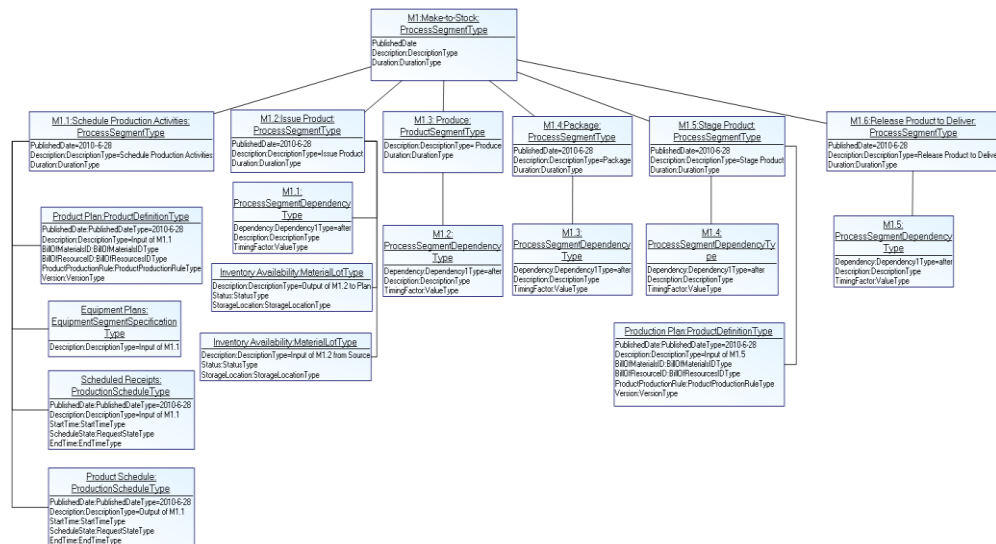 M1:Make-to-Stock:
ProcessSegmentType
PublishedDate
Description:DescriptionType
Duration:DurationType
M1.1:Schedule Production Activities:
ProcessSegmentType
PublishedDate=2010-6-28
Description:DescriptionType=Schedule Production Activities
Duration:DurationType
M1.2:Issue Product:
ProcessSegmentType
PublishedDate=2010-6-28
Description:DescriptionType=Issue Product
Duration:DurationType
M1.3: Produce:
ProductSegmentType
Description:DescriptionType= Produce
Duration:DurationType
M1.4:Package:
ProcessSegmentType
PublishedDate=2010-6-28
Description:DescriptionType=Package
Duration:DurationType
M1.5:Stage Product:
ProcessSegmentType
PublishedDate=2010-6-28
Description:DescriptionType=Stage Product
Duration:DurationType
M1.6:Release Product to Deliver:
ProcessSegmentType
PublishedDate=2010-6-28
Description:DescriptionType=Release Product to Delive
Duration:DurationType
Product Plan:ProductDefinitionType
PublishedDate:PublishedDateType=2010-6-28
Description:DescriptionType=Input of M1.1
BillOfMaterialsID:BillOfMaterialsIDType
BillOfResourceID:BillOfResourcesIDType
ProductProductionRule:ProductProductionRuleType
Version:VersionType
Equipment Plans:
EquipmentSegmentSpecification
Type
Description:DescriptionType=Input of M1.1
Scheduled Receipts:
ProductionScheduleType
PublishedDate:PublishedDateType=2010-6-28
Description:DescriptionType=Input of M1.1
StartTime:StartTimeType
ScheduleState:RequestStateType
EndTime:EndTimeType
Product Schedule:
ProductionScheduleType
PublishedDate:PublishedDateType=2010-6-28
Description:DescriptionType=Output of M1.1
StartTime:StartTimeType
ScheduleState:RequestStateType
EndTime:EndTimeType
M1.1:
ProcessSegmentDependency
Type
Dependency:Dependency1Type=after
Description:DescriptionType
TimingFactor:ValueType
Inventory Availability:MaterialLotType
Description:DescriptionType=Output of M1.2 to Plan
Status:StatusType
StorageLocation:StorageLocationType
Inventory Availability:MaterialLotType
Description:DescriptionType=Input of M1.2 from Source
Status:StatusType
StorageLocation:StorageLocationType
M1.2:
ProcessSegmentDependency
Type
Dependency:Dependency1Type=after
Description:DescriptionType
TimingFactor:ValueType
M1.3:
ProcessSegmentDependency
Type
Dependency:Dependency1Type=after
Description:DescriptionType
TimingFactor:ValueType
M1.4:
ProcessSegmentDependencyTy
pe
Dependency:Dependency1Type=after
Description:DescriptionType
TimingFactor:ValueType
Production Plan:ProductDefinitionType
PublishedDate:PublishedDateType=2010-6-28
Description:DescriptionType=Input of M1.5
BillOfMaterialsID:BillOfMaterialsIDType
BillOfResourceID:BillOfResourcesIDType
ProductProductionRule:ProductProductionRuleType
Version:VersionType
M1.5:
ProcessSegmentDependency
Type
Dependency:Dependency1Type=after
Description:DescriptionType
TimingFactor:ValueType